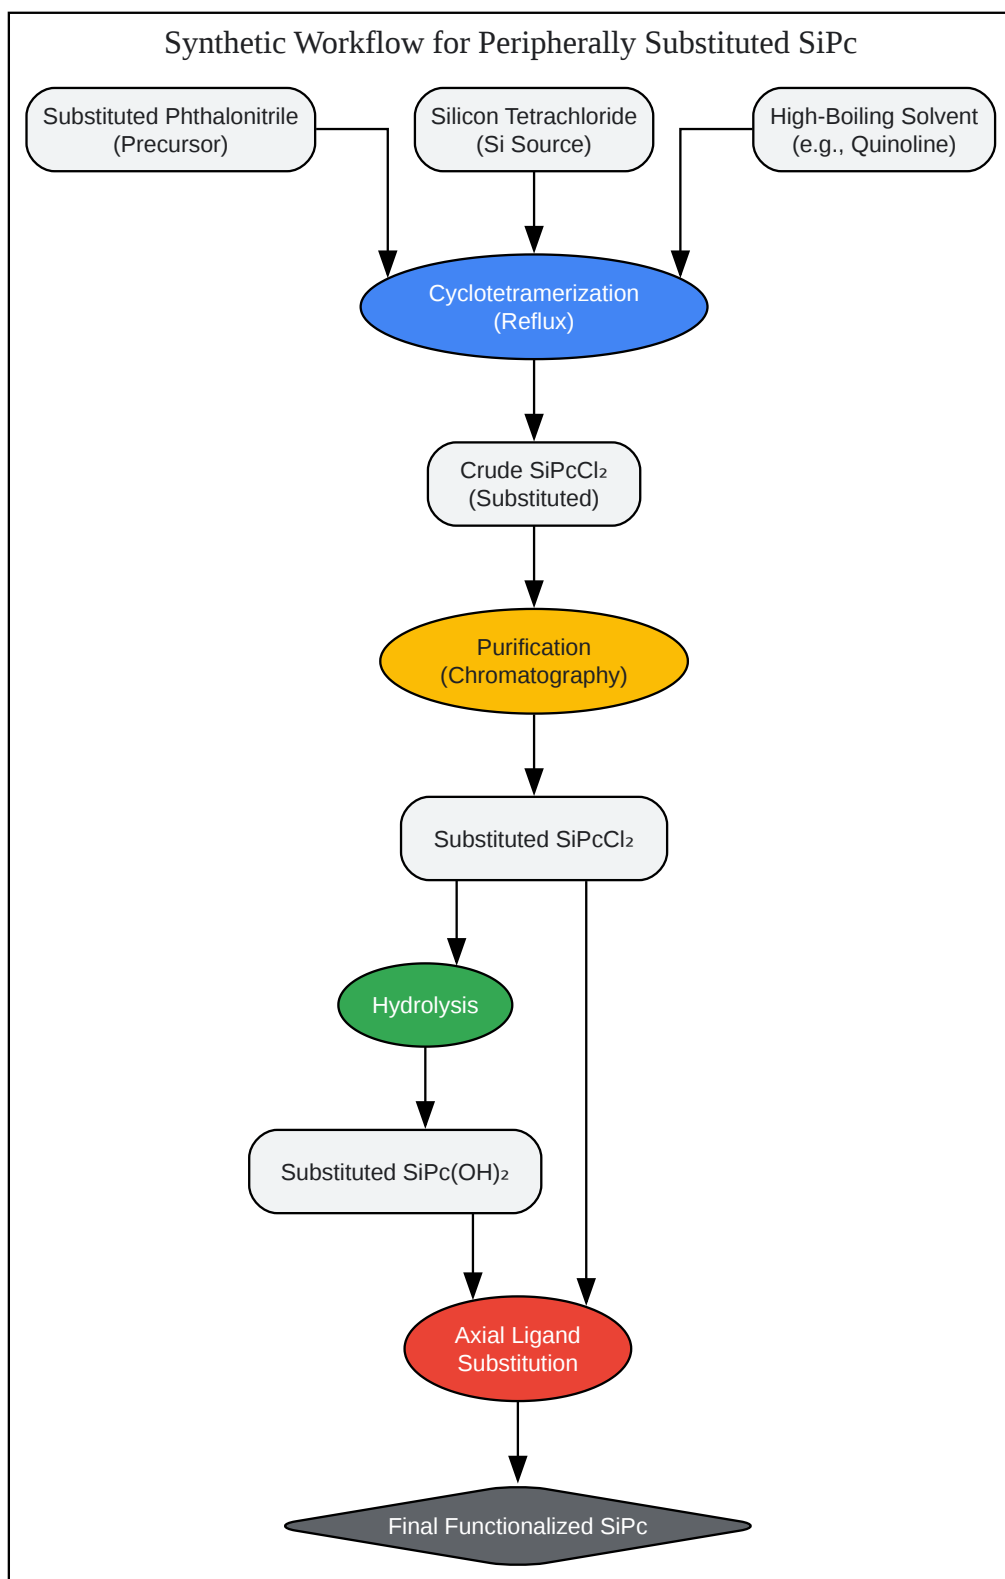 Synthetic Workflow for Peripherally Substituted SiPc
Substituted Phthalonitrile
(Precursor)
Silicon Tetrachloride
(Si Source)
High-Boiling Solvent
(e.g., Quinoline)
Cyclotetramerization
(Reflux)
Crude SiPcCl₂
(Substituted)
Purification
(Chromatography)
Substituted SiPcCl₂
Hydrolysis
Substituted SiPc(OH)₂
Axial Ligand
Substitution
Final Functionalized SiPc